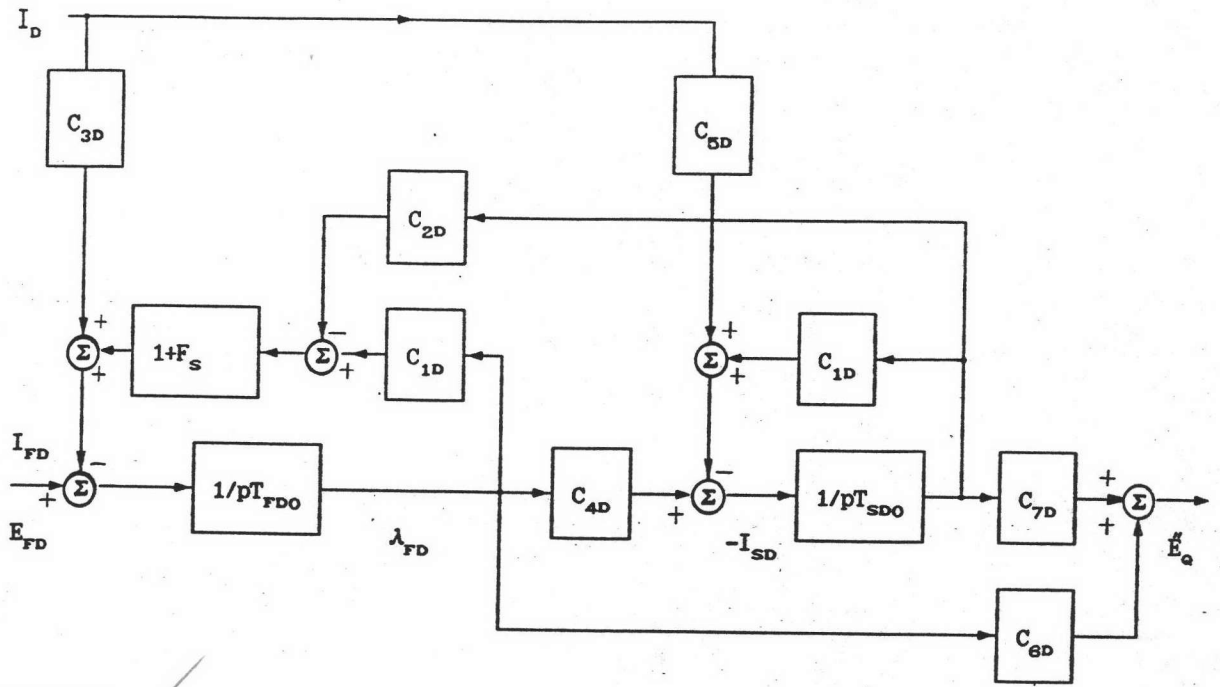 I_D
C_3D
C_5D
C_2D
+
−
+
Σ
+
1+F_S
Σ
+
C_1D
Σ
+
C_1D
I_FD
−
+
Σ
E_FD
1/pT_FDO
λ_FD
C_4D
−
+
Σ
-I_SD
1/pT_SDO
C_7D
+
+
Σ
E″_Q
C_6D